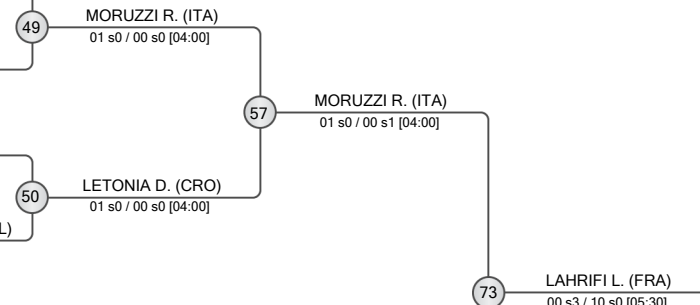 49
MORUZZI R. (ITA)
01 s0 / 00 s0 [04:00]
57
MORUZZI R. (ITA)
01 s0 / 00 s1 [04:00]
50
LETONIA D. (CRO)
01 s0 / 00 s0 [04:00]
L)
73
LAHRIFI L. (FRA)
00 s3 / 10 s0 [05:30]